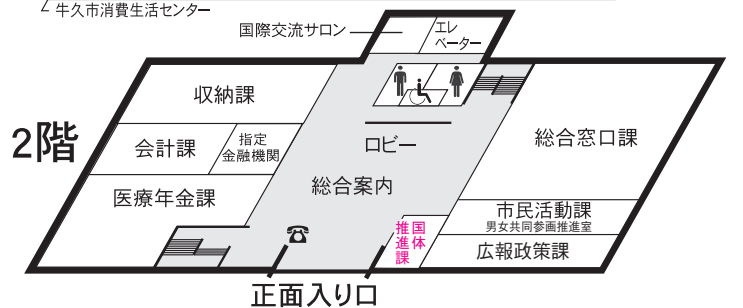 牛久市消費生活センター
国際交流サロン
エレ
ベーター
収納課
2階
会計課
指定
金融機関
ロビー
総合窓口課
総合案内
医療年金課
市民活動課
男女共同参画推進室
国体
推進課
広報政策課
正面入り口